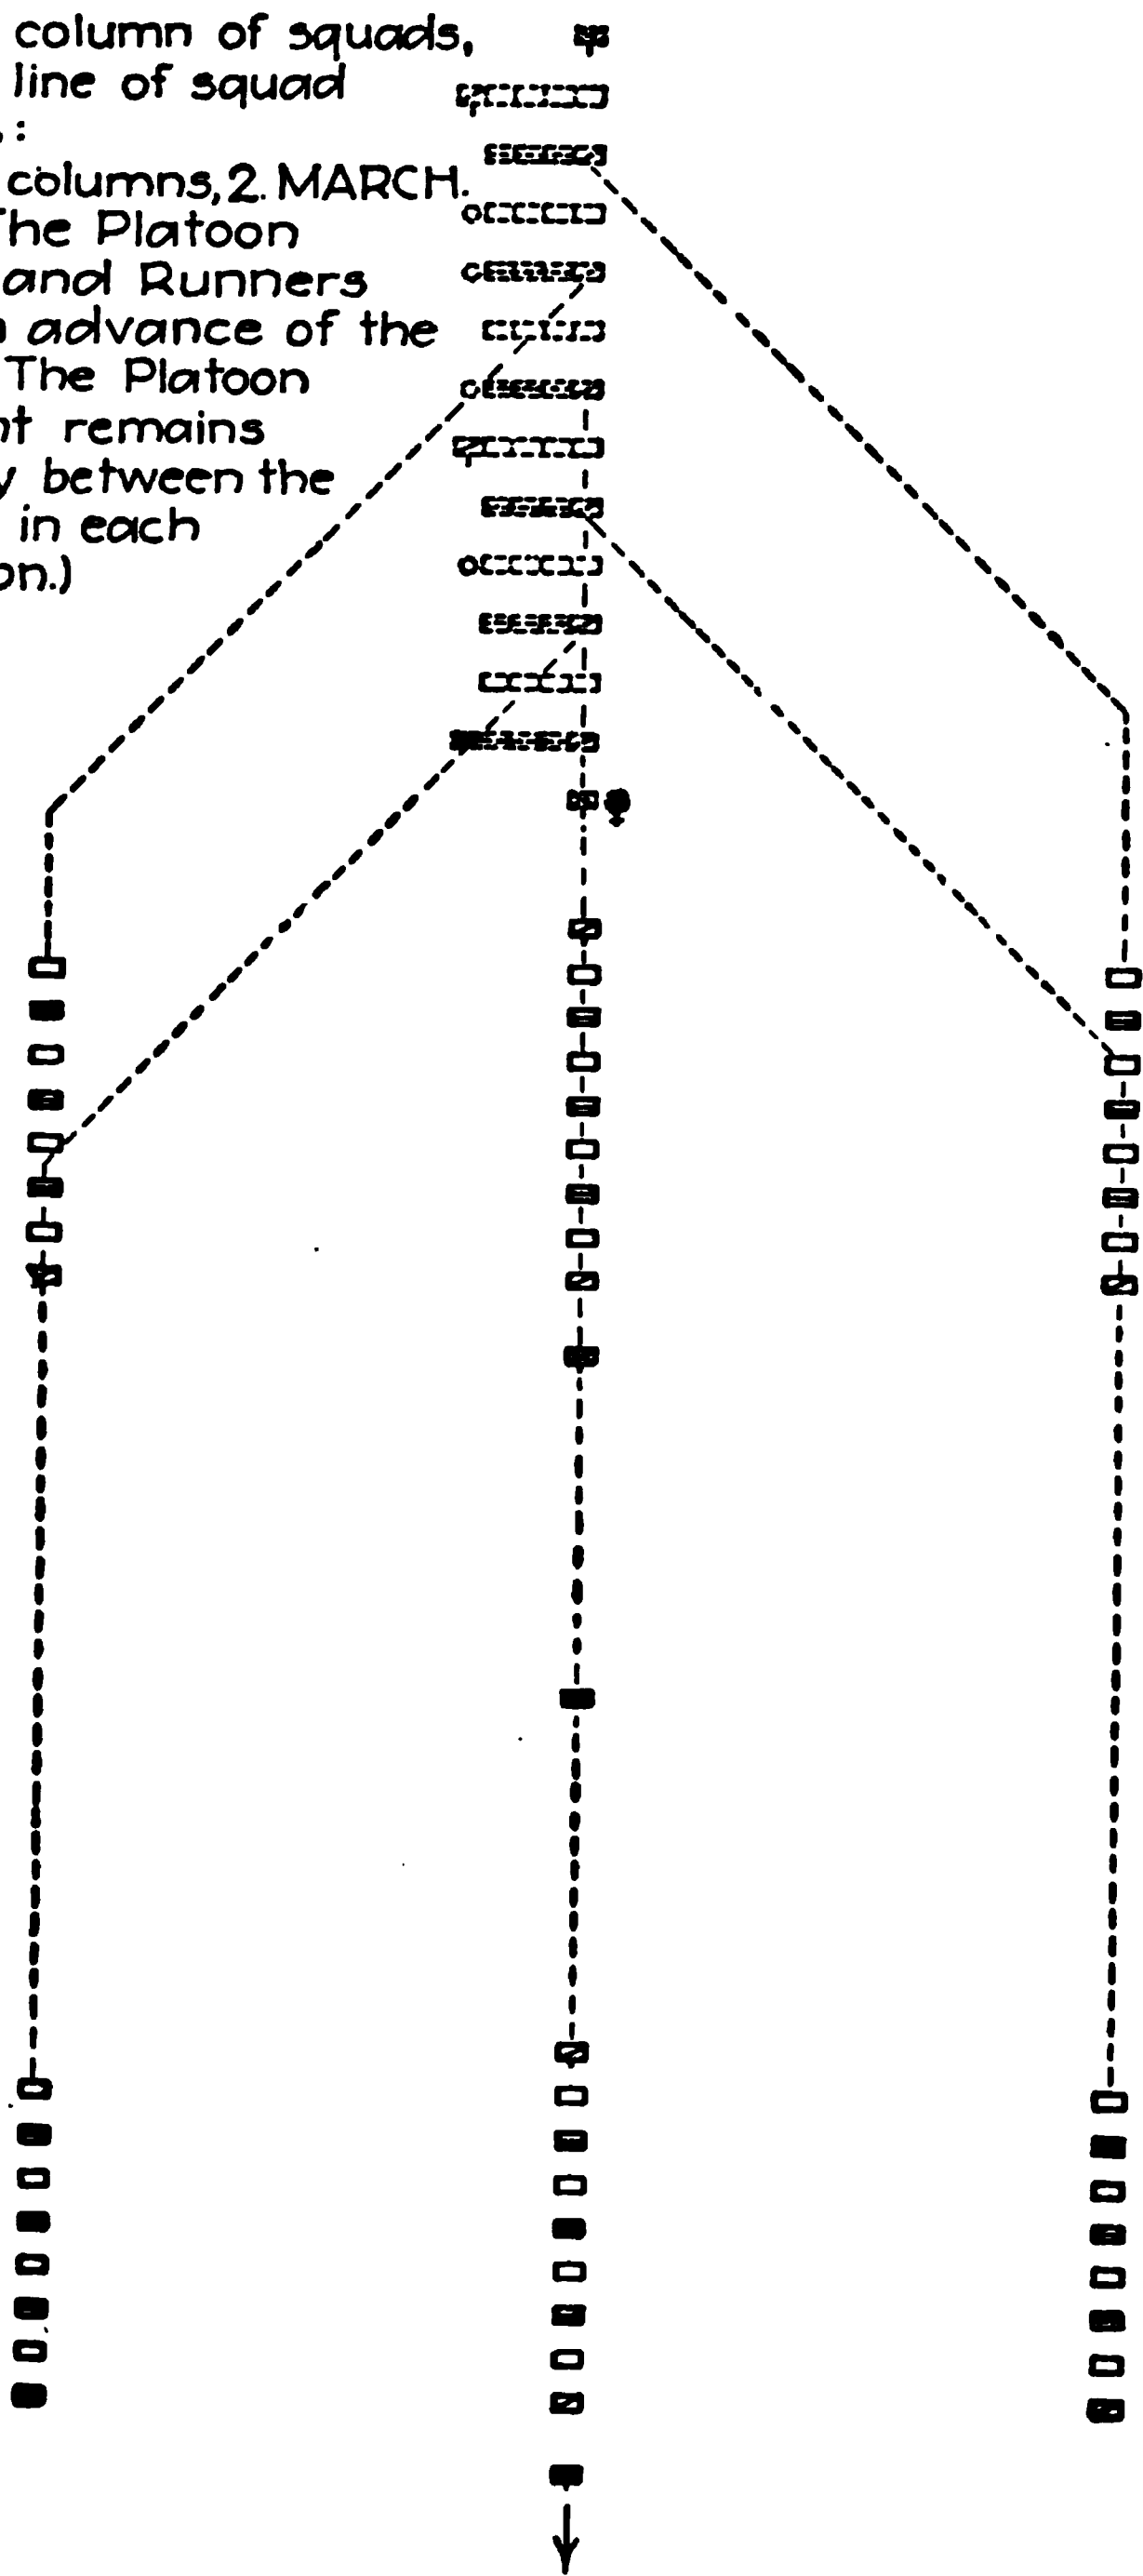 column of squads,
line of squad
s.:
columns, 2. MARCH.
The Platoon
and Runners
n advance of the
The Platoon
nt remains
y between the
in each
on.)